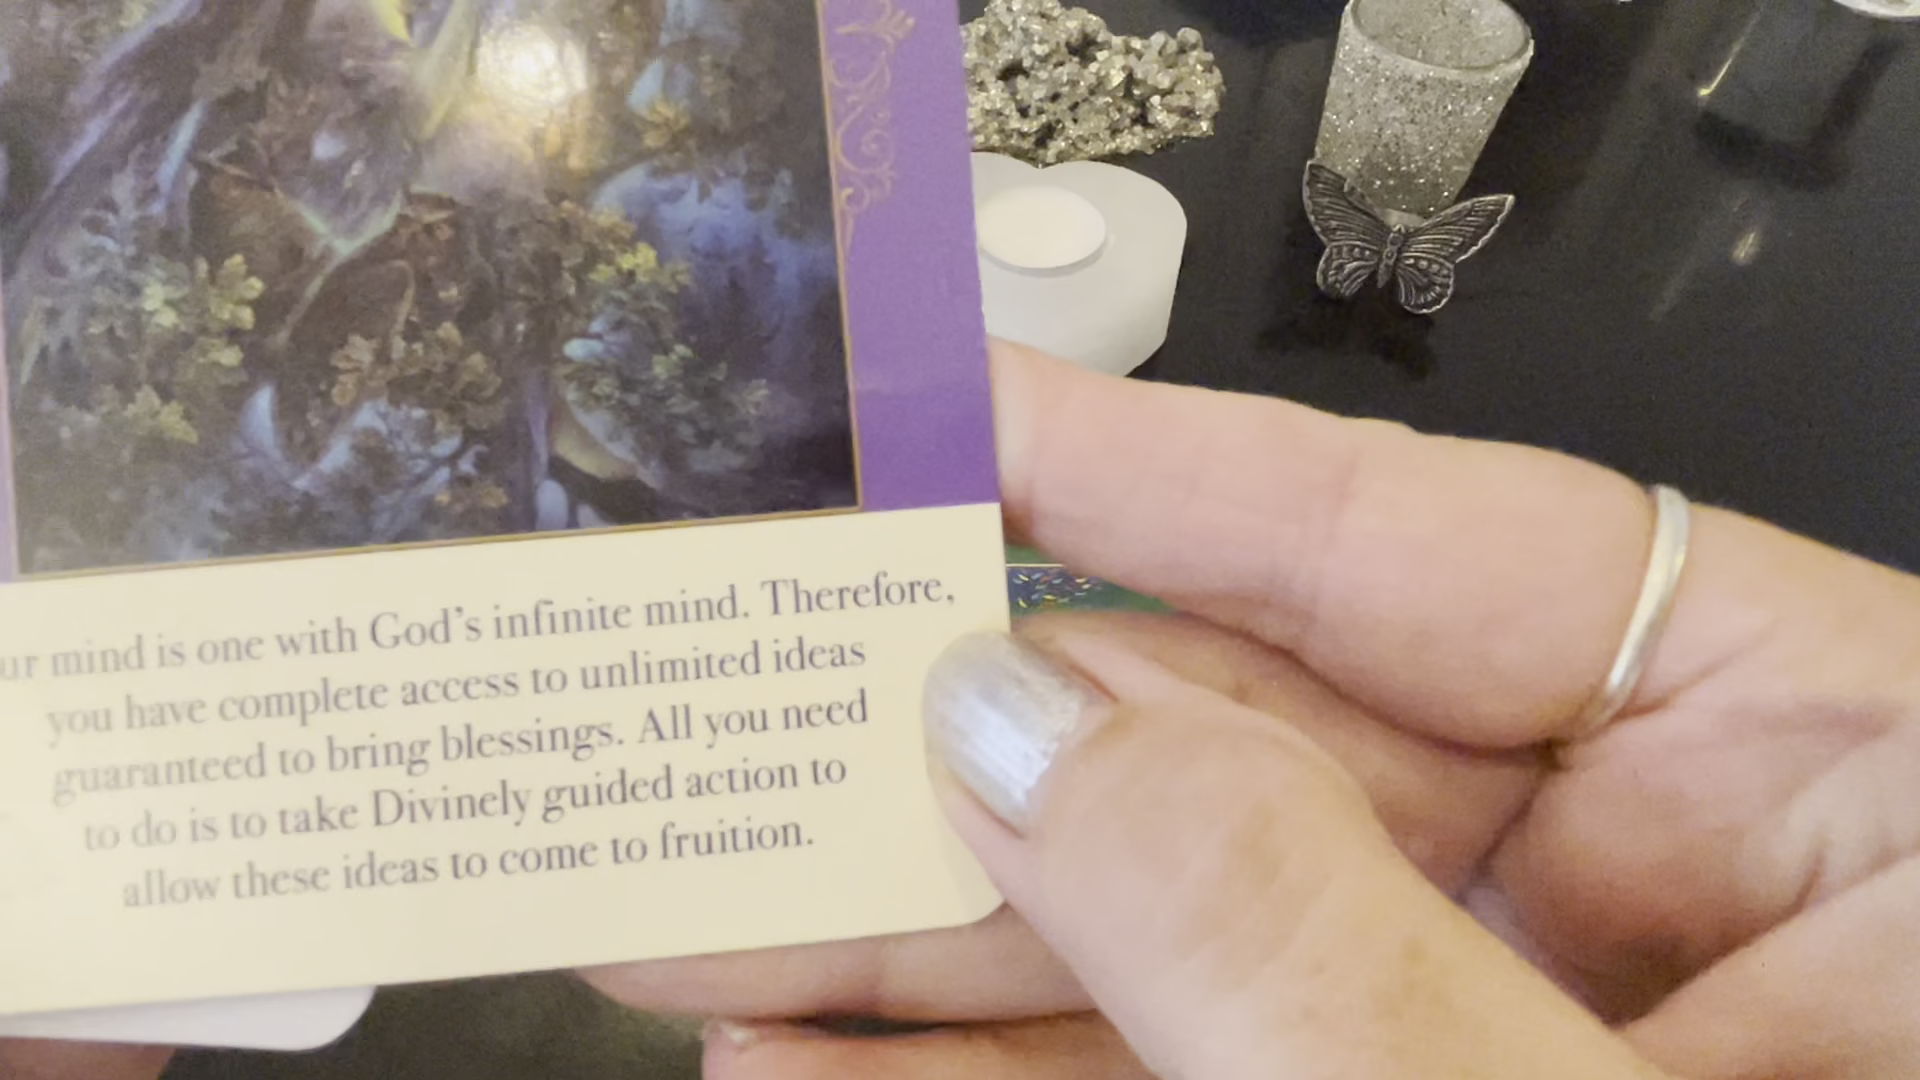 ur mind is one with God's infinite mind. Therefore,
you have complete access to unlimited ideas
guaranteed to bring blessings. All you need
to do is to take Divinely guided action to
allow these ideas to come to fruition.